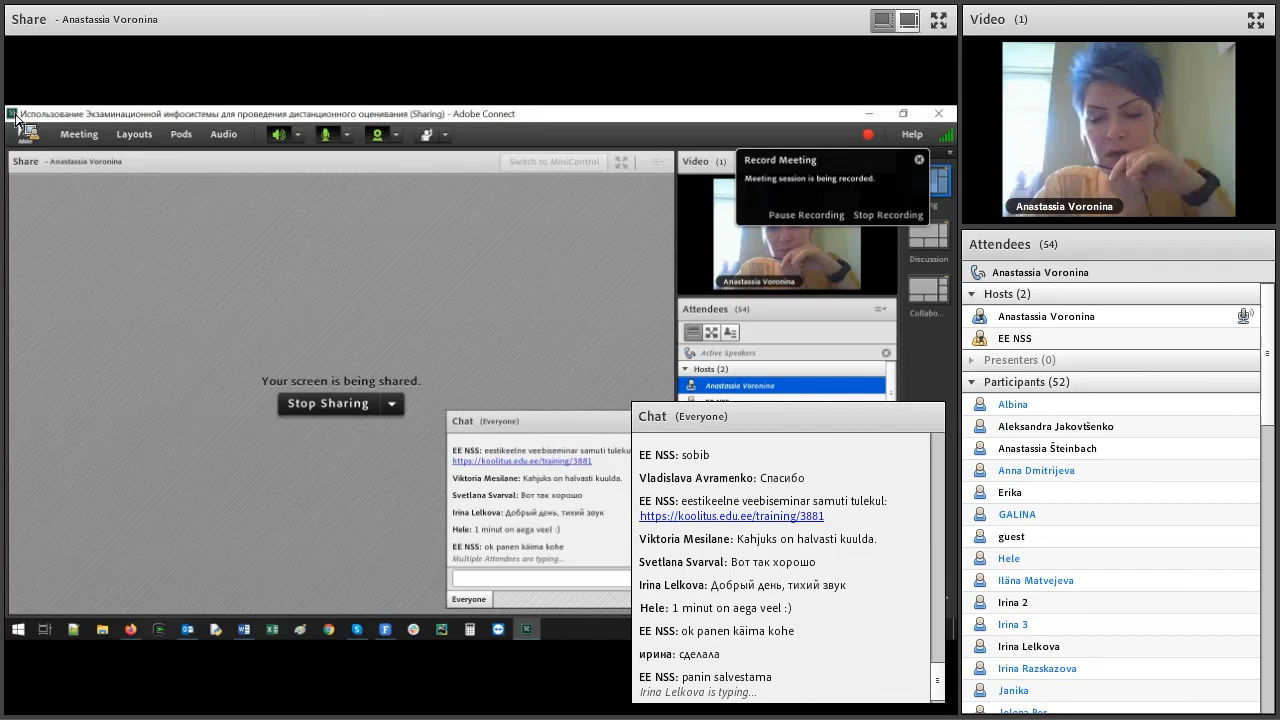 Share - Anastassia Voronina
Использование Экзаминационной инфосистемы для проведения дистанционного оценивания (Sharing) - Adobe Connect
Meeting Layouts Pods Audio Help
Share - Anastassia Voronina Switch to MiniControl
Video (1)
Record Meeting
Meeting session is being recorded.
Pause Recording Stop Recording
Anastassia Voronina
Discussion
Collabo...
Attendees (54)
Active Speakers
Hosts (2)
Anastassia Voronina
Your screen is being shared.
Stop Sharing
Chat (Everyone)
EE NSS: eestikeelne veebiseminar samuti tuleku
https://koolitus.edu.ee/training/3881
Viktoria Mesilane: Kahjuks on halvasti kuulda.
Svetlana Svarval: Вот так хорошо
Irina Lelkova: Добрый день, тихий звук
Hele: 1 minut on aega veel :)
EE NSS: ok panen käima kohe
Multiple Attendees are typing...
Everyone
Chat (Everyone)
EE NSS: sobib
Vladislava Avramenko: Спасибо
EE NSS: eestikeelne veebiseminar samuti tulekul:
https://koolitus.edu.ee/training/3881
Viktoria Mesilane: Kahjuks on halvasti kuulda.
Svetlana Svarval: Вот так хорошо
Irina Lelkova: Добрый день, тихий звук
Hele: 1 minut on aega veel :)
EE NSS: ok panen käima kohe
ирина: сделала
EE NSS: panin salvestama
Irina Lelkova is typing...
Video (1)
Anastassia Voronina
Attendees (54)
Anastassia Voronina
Hosts (2)
Anastassia Voronina
EE NSS
Presenters (0)
Participants (52)
Albina
Aleksandra Jakovtšenko
Anastassia Šteinbach
Anna Dmitrijeva
Erika
GALINA
guest
Hele
Iläna Matvejeva
Irina 2
Irina 3
Irina Lelkova
Irina Razskazova
Janika